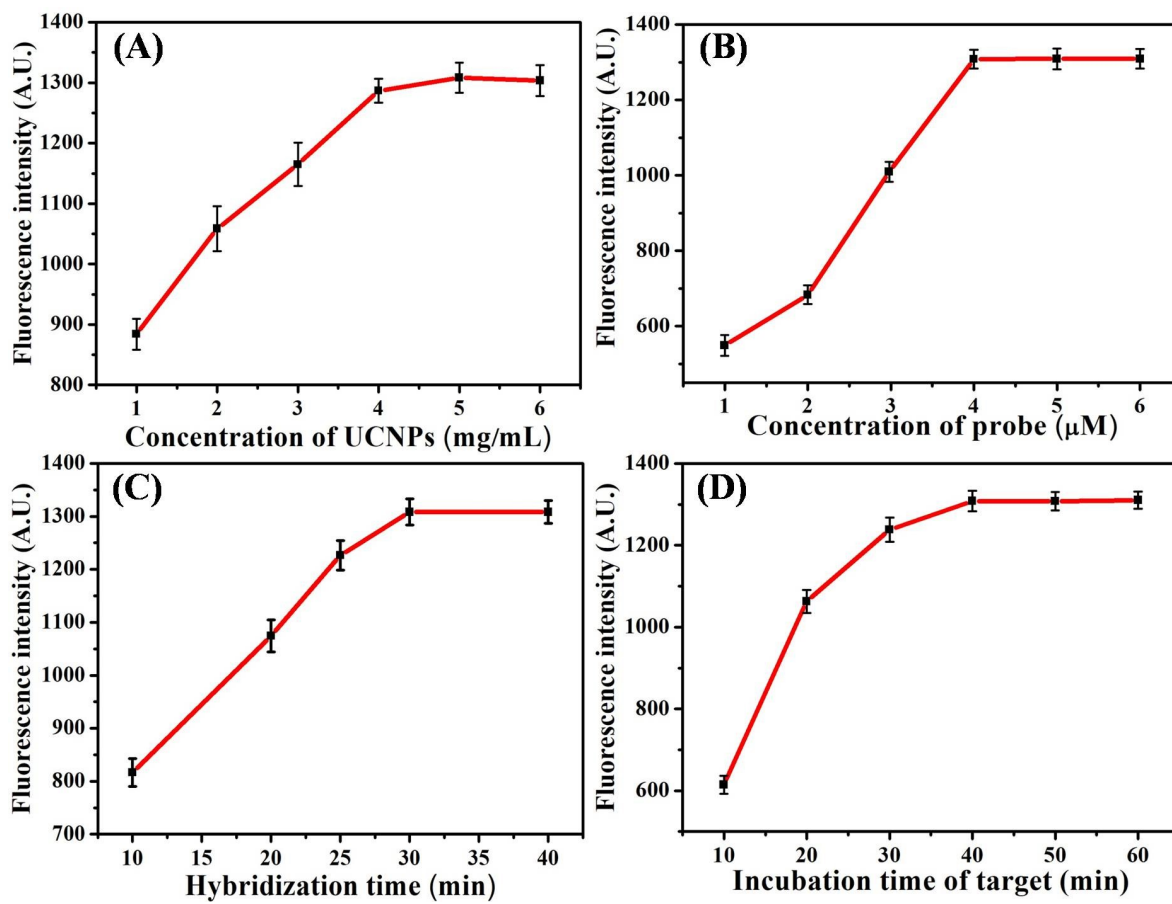 (A)
Fluorescence intensity (A.U.)
1400
1300
1200
1100
1000
900
800
1 2 3 4 5 6
Concentration of UCNPs (mg/mL)
(B)
Fluorescence intensity (A.U.)
1400
1200
1000
800
600
1 2 3 4 5 6
Concentration of probe (μM)
(C)
Fluorescence intensity (A.U.)
1400
1300
1200
1100
1000
900
800
700
10 15 20 25 30 35 40
Hybridization time (min)
(D)
Fluorescence intensity (A.U.)
1400
1200
1000
800
600
10 20 30 40 50 60
Incubation time of target (min)